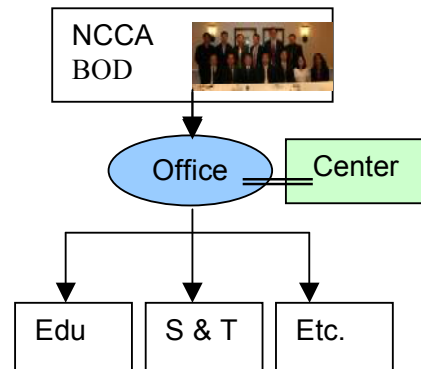 NCCA
BOD
Office
Center
Edu
S & T
Etc.